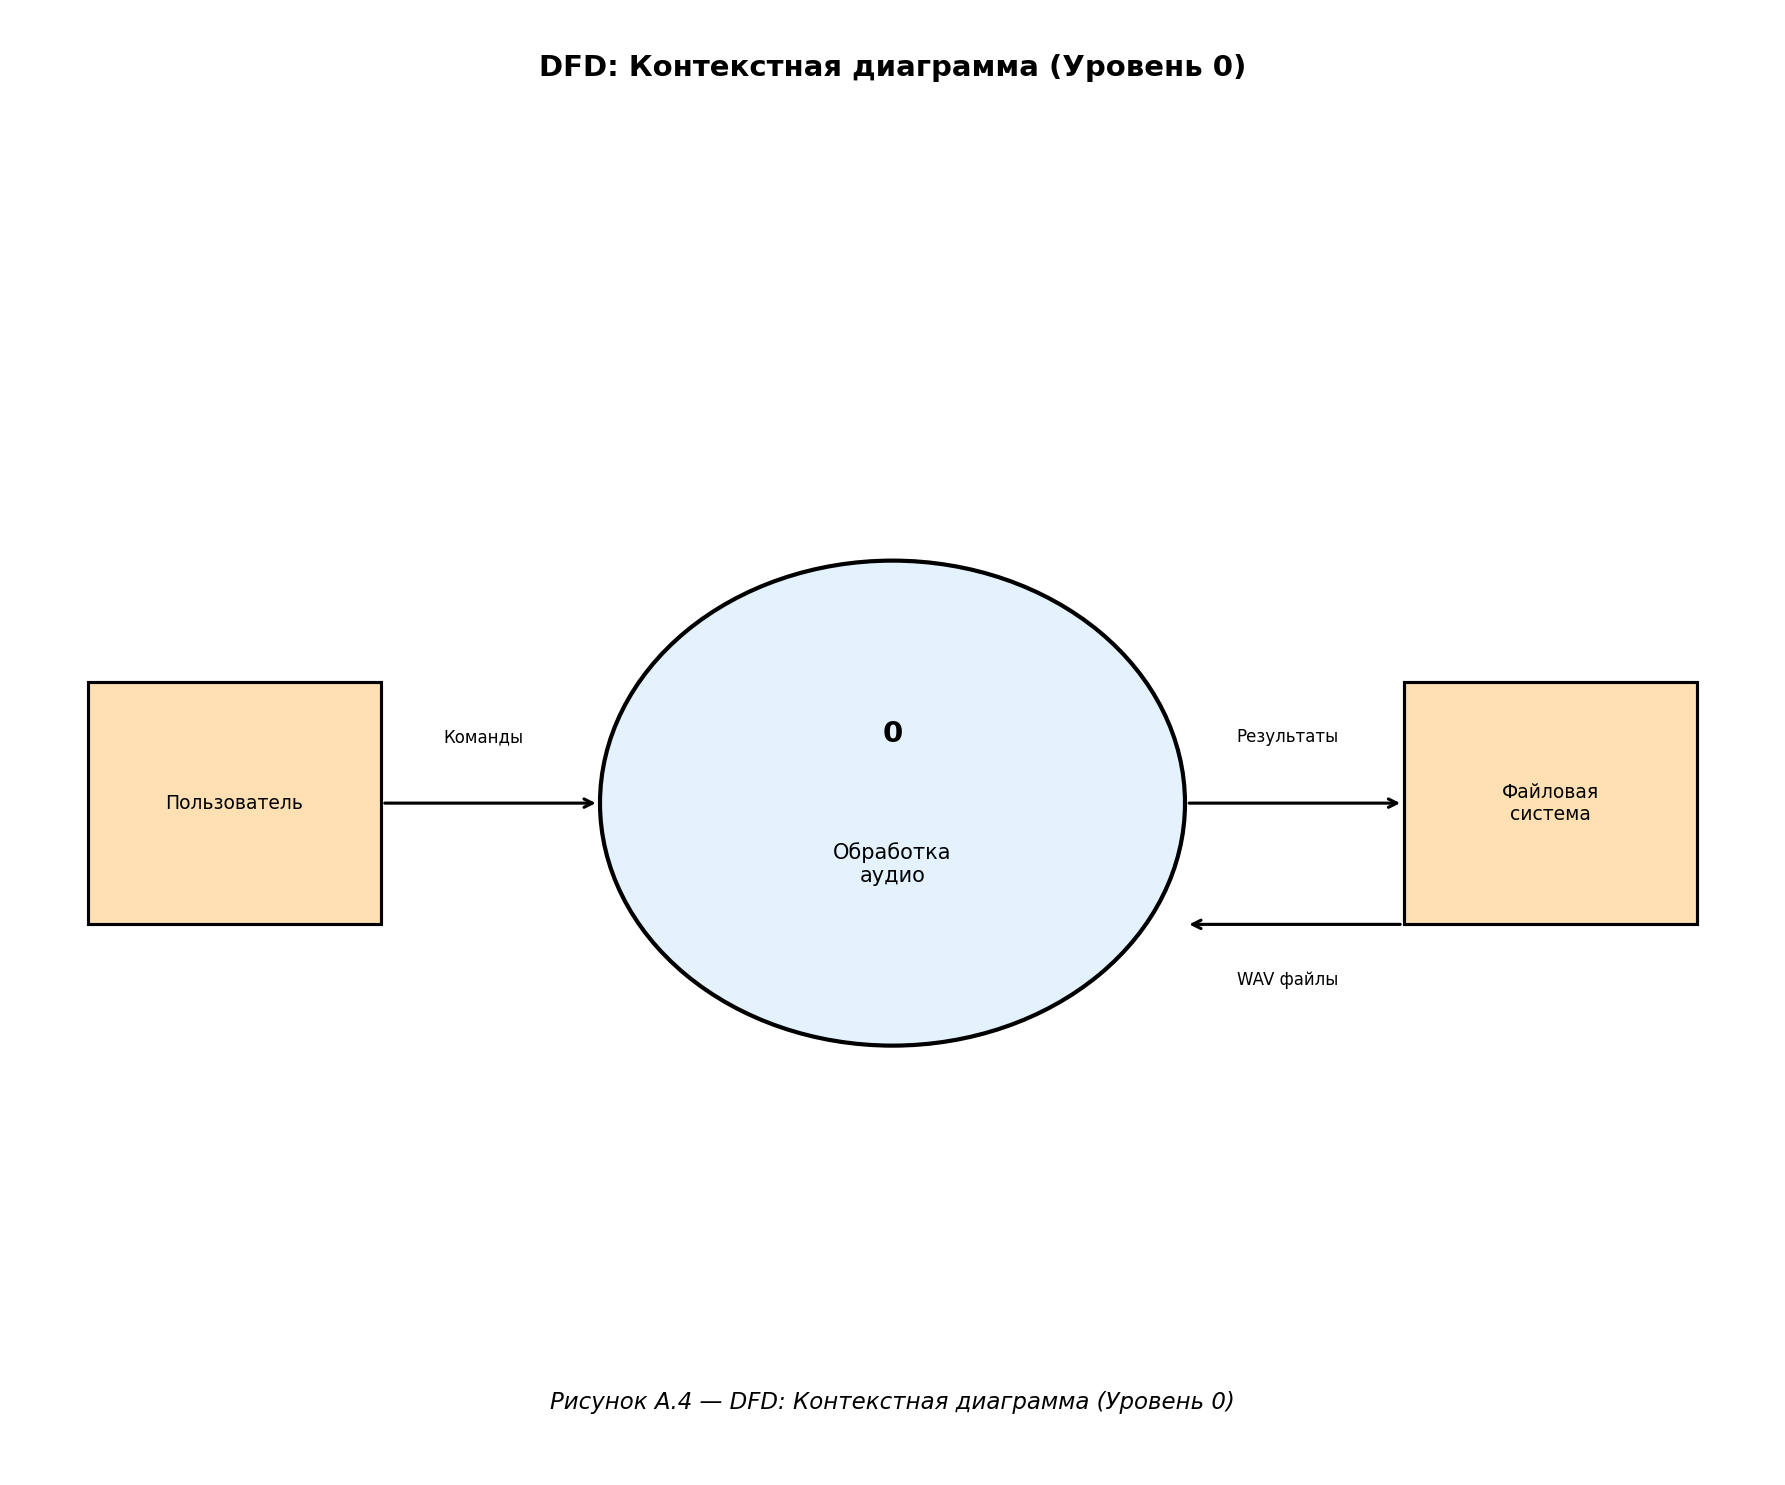 DFD: Контекстная диаграмма (Уровень 0)
Команды
Результаты
0
Пользователь
Файловая
система
Обработка
аудио
WAV файлы
Рисунок А.4 — DFD: Контекстная диаграмма (Уровень 0)